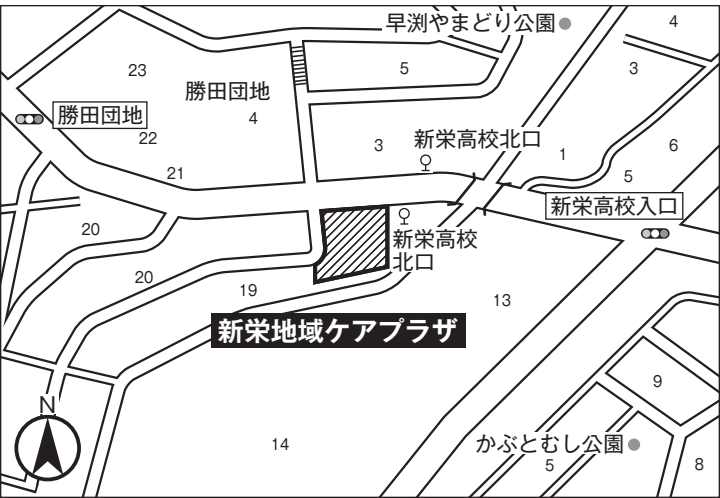 早渕やまどり公園
4
23
5
3
勝田団地
4
勝田団地
22
3
新栄高校北口
1
6
21
5
新栄高校入口
20
新栄高校
北口
20
19
13
新栄地域ケアプラザ
9
N
14
かぶとむし公園
5
8